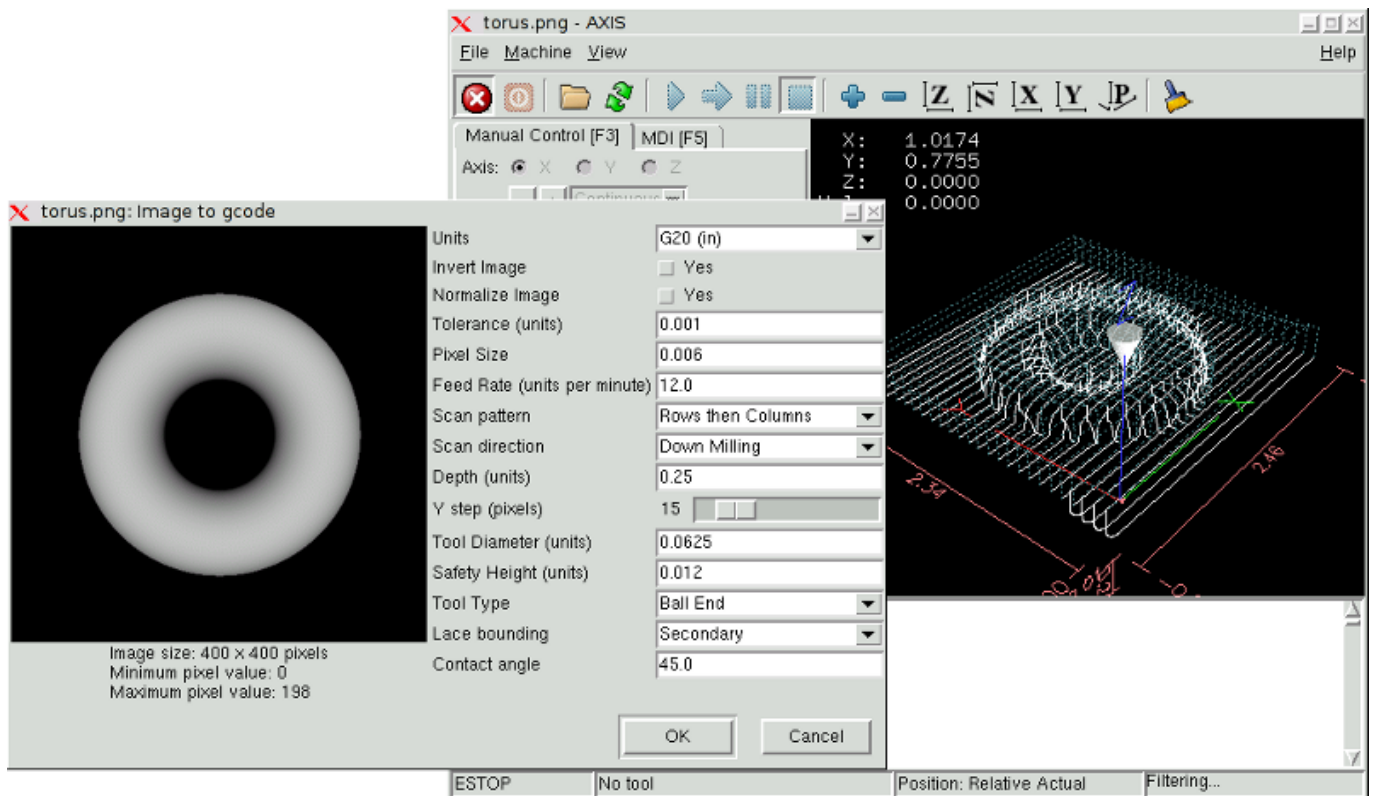 torus.png - AXIS
File Machine View Help
Z N X Y P
Manual Control [F3] MDI [F5]
Axis: X Y Z
Continuous
X: 1.0174
Y: 0.7755
Z: 0.0000
0.0000
torus.png: Image to gcode
Units G20 (in)
Invert Image Yes
Normalize Image Yes
Tolerance (units) 0.001
Pixel Size 0.006
Feed Rate (units per minute) 12.0
Scan pattern Rows then Columns
Scan direction Down Milling
Depth (units) 0.25
Y step (pixels) 15
Tool Diameter (units) 0.0625
Safety Height (units) 0.012
Tool Type Ball End
Lace bounding Secondary
Contact angle 45.0
Image size: 400 x 400 pixels
Minimum pixel value: 0
Maximum pixel value: 198
OK Cancel
X
2.34
2.46
ESTOP No tool Position: Relative Actual Filtering...